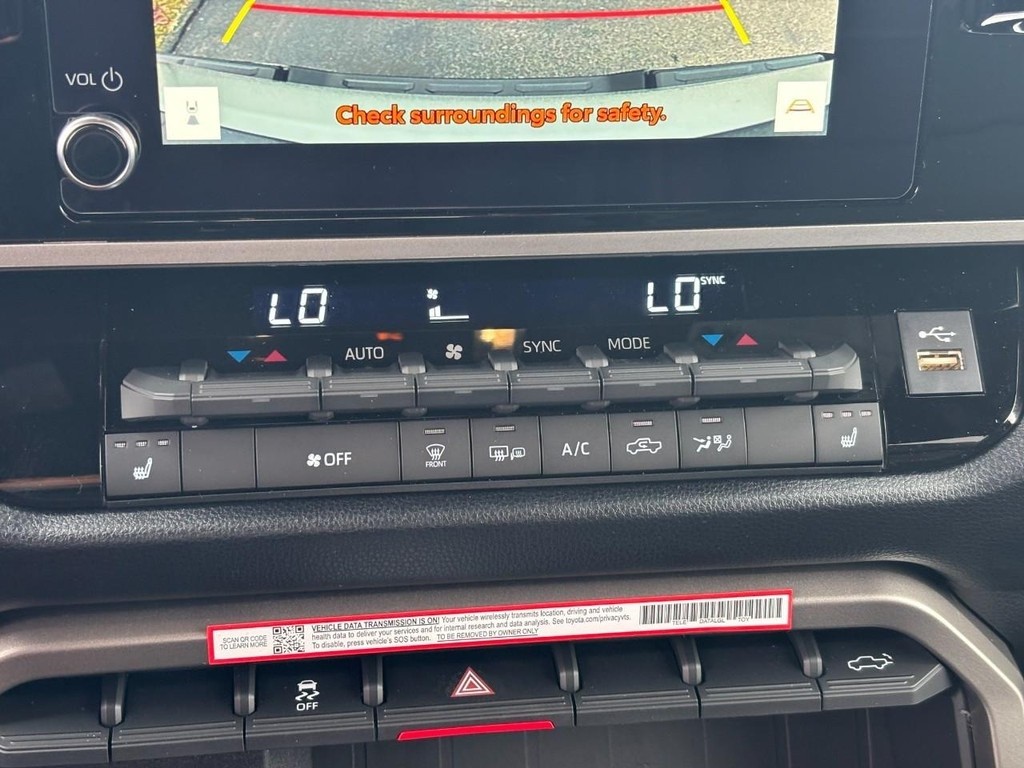 VOL
Check surroundings for safety.
LO
LO SYNC
AUTO SYNC MODE
OFF
FRONT
A/C
SCAN QR CODE
TO LEARN MORE
VEHICLE DATA TRANSMISSION IS ON! Your vehicle wirelessly transmits location, driving and vehicle
health data to deliver your services and for internal research and data analysis. See toyota.com/privacyvts.
To disable, press vehicle's SOS button. TO BE REMOVED BY OWNER ONLY
OFF